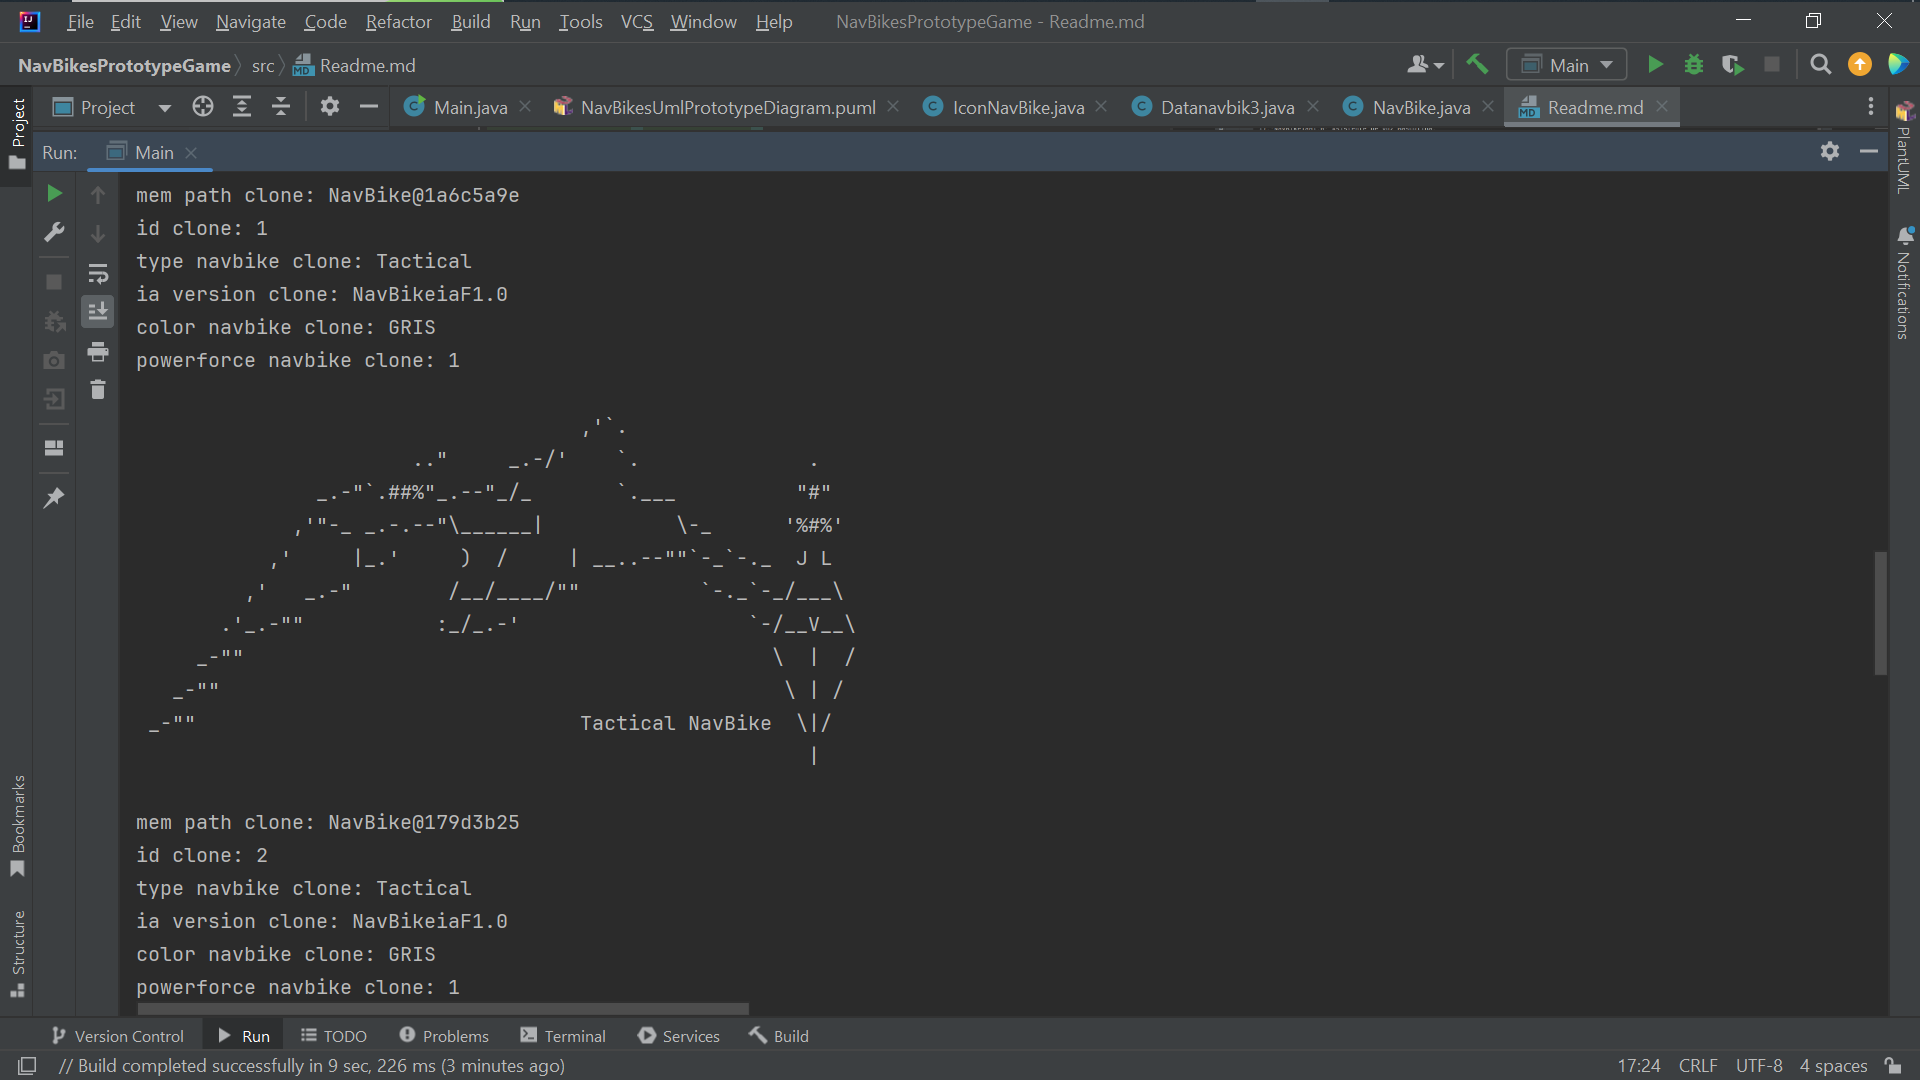 File Edit View Navigate Code Refactor Build Run Tools VCS Window Help NavBikesPrototypeGame - Readme.md
NavBikesPrototypeGame src Readme.md Main
Project Main.java NavBikesUmlPrototypeDiagram.puml IconNavBike.java Datanavbik3.java NavBike.java Readme.md
Run: Main
mem path clone: NavBike@1a6c5a9e
id clone: 1
type navbike clone: Tactical
ia version clone: NavBikeiaF1.0
color navbike clone: GRIS
powerforce navbike clone: 1
                                     ,'`.
                       .."     _.-/'    `.              .
               _.-"`.##%"_.--"_/_       `.___          "#"
             ,'"-_ _.-.--"\______|           \-_      '%#%'
           ,'     |_.'     )  /     | __..--""`-_`-._  J L
         ,'   _.-"        /__/____/""          `-._`-_/___\
       .'_.-""           :_/_.-'                   `-/__V__\
     _-""                                            \  |  /
   _-""                                               \ | /
 _-""                                Tactical NavBike  \|/
                                                        |
mem path clone: NavBike@179d3b25
id clone: 2
type navbike clone: Tactical
ia version clone: NavBikeiaF1.0
color navbike clone: GRIS
powerforce navbike clone: 1
Project
Bookmarks
Structure
PlantUML
Notifications
Version Control Run TODO Problems Terminal Services Build
// Build completed successfully in 9 sec, 226 ms (3 minutes ago) 17:24 CRLF UTF-8 4 spaces